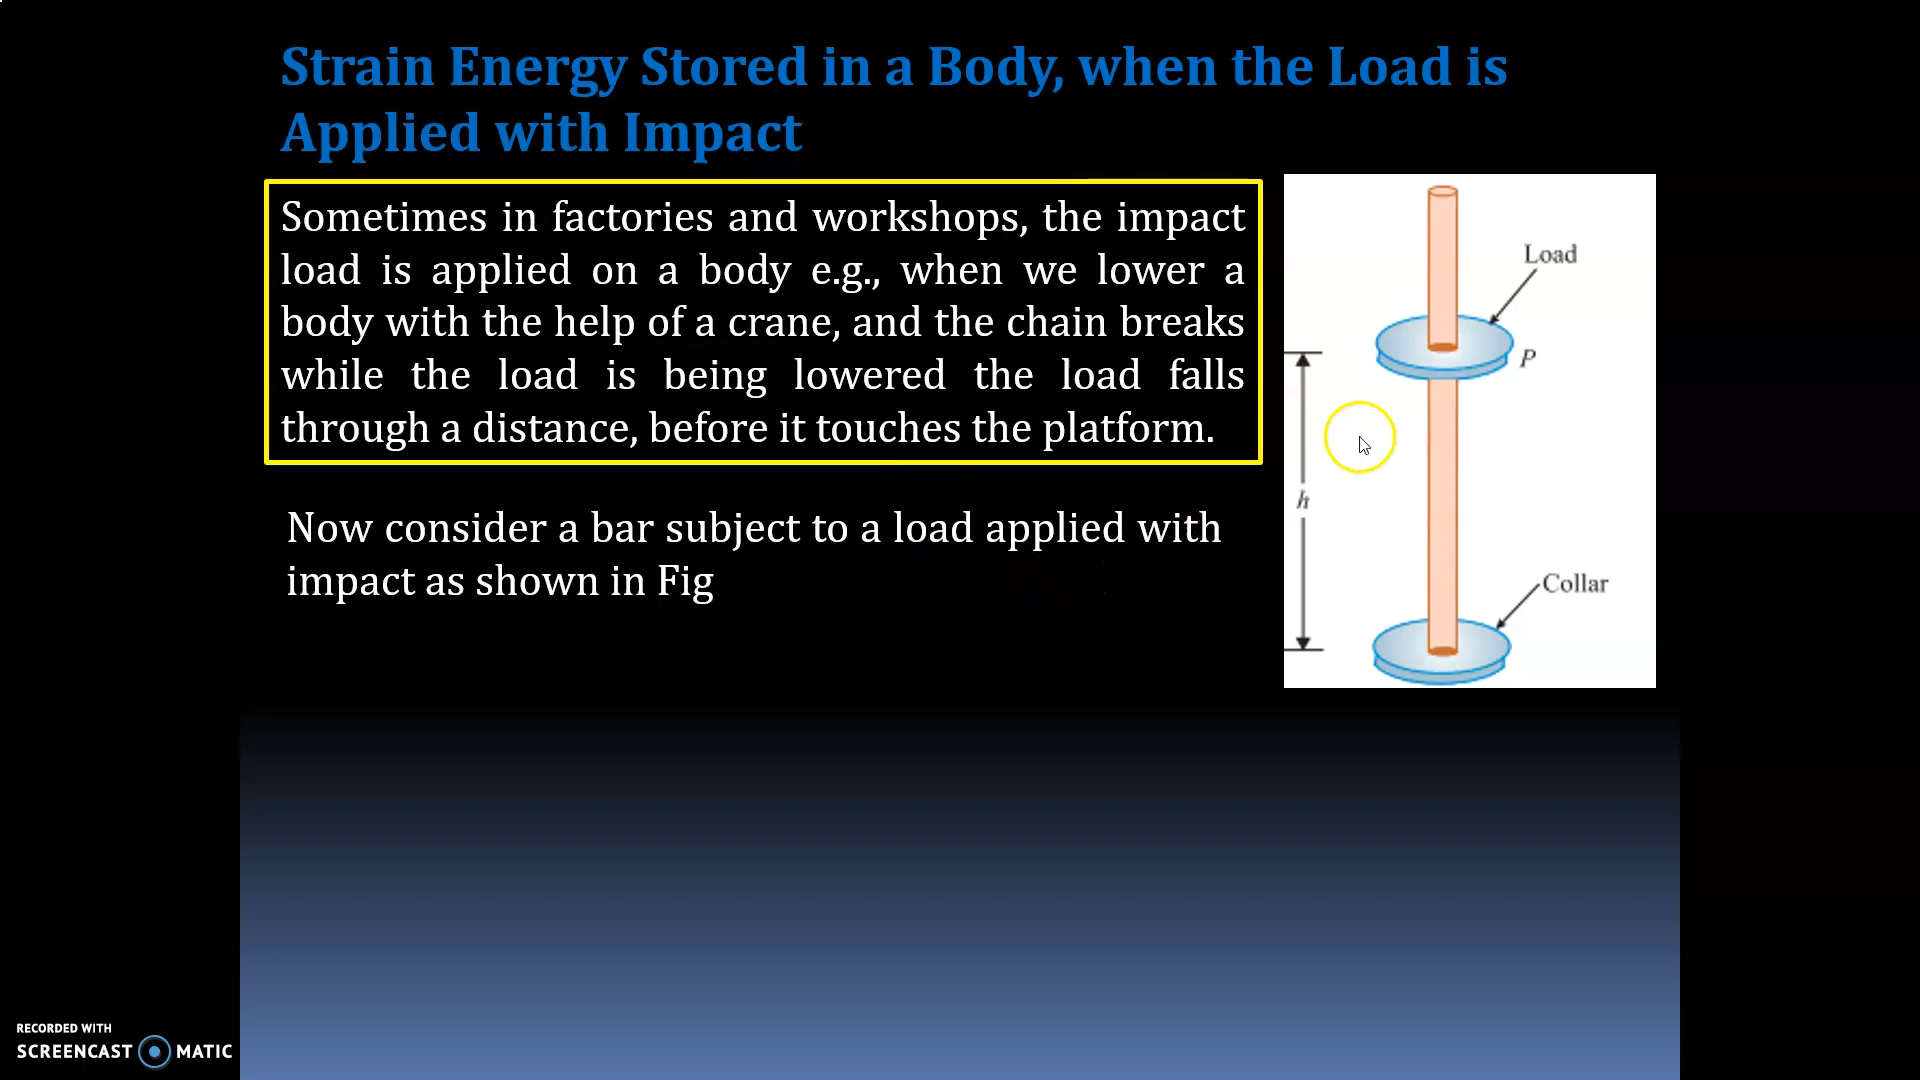 Strain Energy Stored in a Body, when the Load is
Applied with Impact
Sometimes in factories and workshops, the impact
load is applied on a body e.g., when we lower a
body with the help of a crane, and the chain breaks
while the load is being lowered the load falls
through a distance, before it touches the platform.
Now consider a bar subject to a load applied with
impact as shown in Fig
Load
P
h
Collar
RECORDED WITH
SCREENCAST MATIC